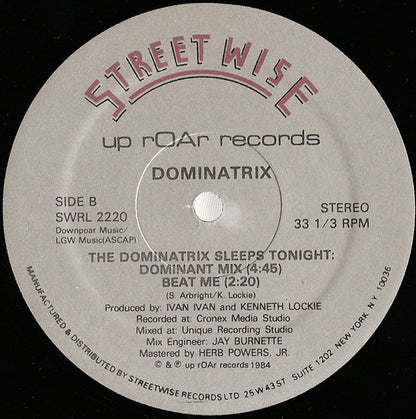 STREET WISE
up rOAr records
DOMINATRIX
SIDE B
SWRL 2220
Downpoar Music/
LGW Music(ASCAP)
STEREO
33 1/3 RPM
THE DOMINATRIX SLEEPS TONIGHT:
DOMINANT MIX (4:45)
BEAT ME (2:20)
(S. Arbright/K. Lockie)
Produced by: IVAN IVAN and KENNETH LOCKIE
Recorded at: Cronex Media Studio
Mixed at: Unique Recording Studio
Mix Engineer: JAY BURNETTE
Mastered by HERB POWERS, JR.
© & ℗ up rOAr records 1984
MANUFACTURED & DISTRIBUTED BY STREETWISE RECORDS LTD 25 W 43 ST SUITE 1202 NEW YORK NY 10036